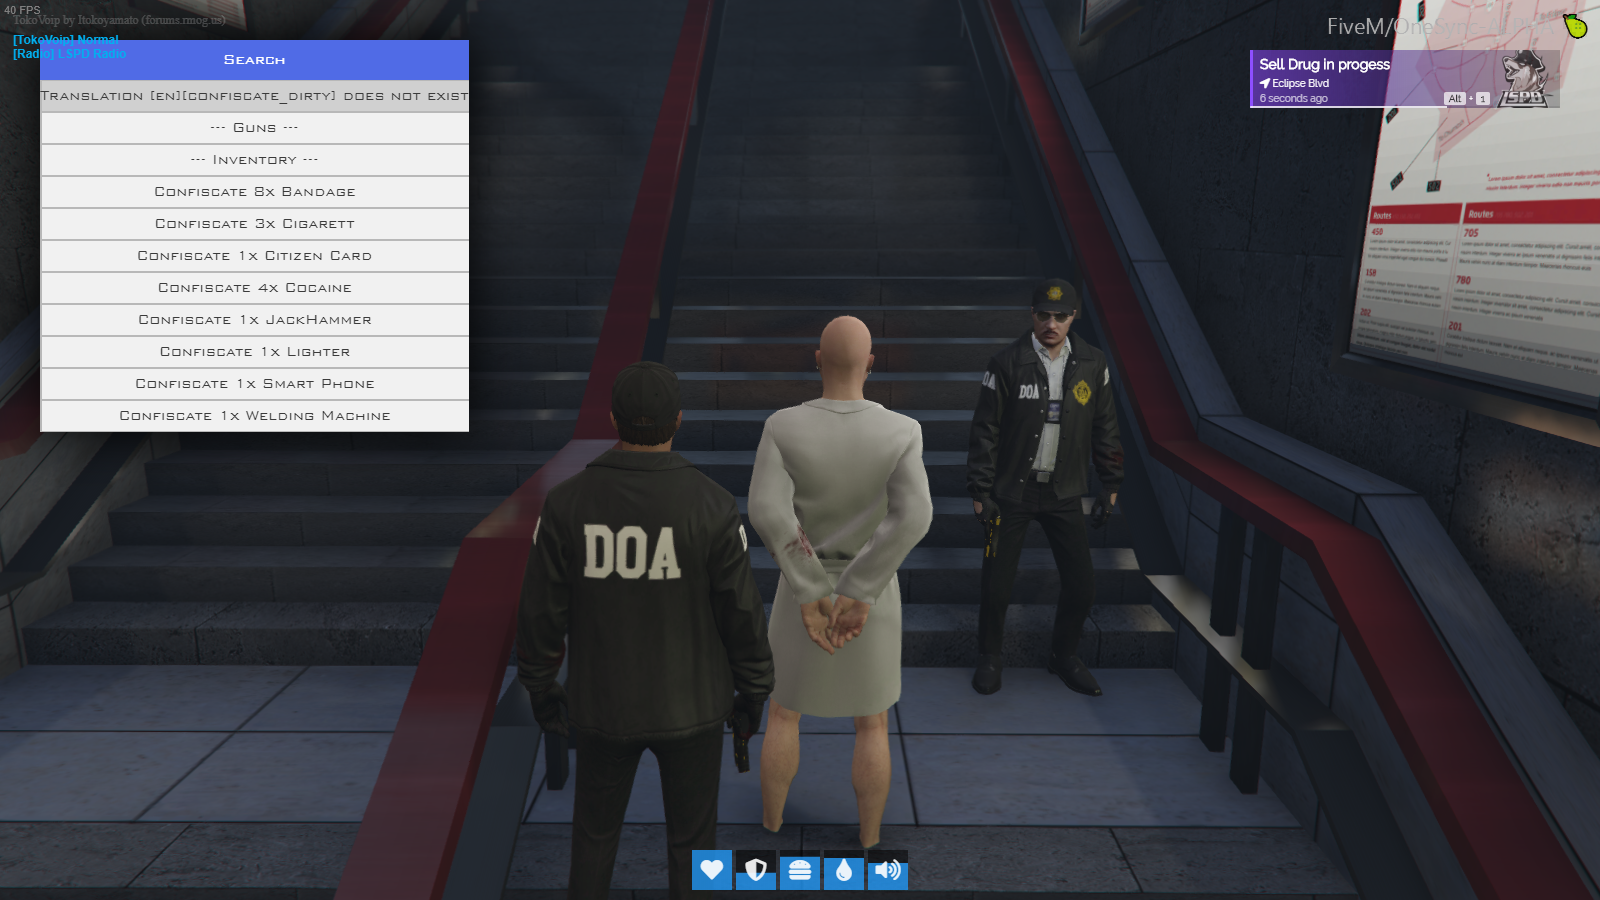 40 FPS
TokoVoip by Itokoyamato (forums.rmog.us)
[TokoVoip] Normal
[Radio] LSPD Radio
Search
Translation [en][confiscate_dirty] does not exist
--- Guns ---
--- Inventory ---
Confiscate 8x Bandage
Confiscate 3x Cigarett
Confiscate 1x Citizen Card
Confiscate 4x Cocaine
Confiscate 1x JackHammer
Confiscate 1x Lighter
Confiscate 1x Smart Phone
Confiscate 1x Welding Machine
FiveM/OneSync
Sell Drug in progess
Eclipse Blvd
6 seconds ago
Alt + 1
LSPD
Routes
Routes
450
705
158
780
202
201
DOA
DOA
DOA